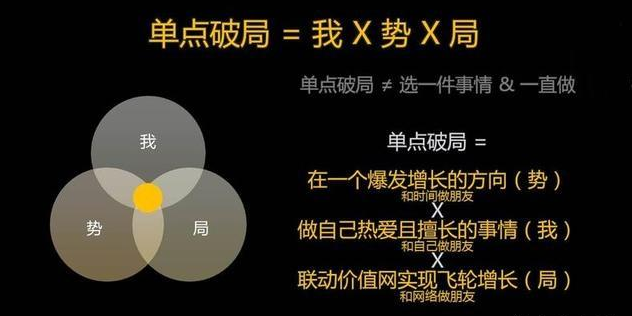 单点破局 = 我 X 势 X 局
单点破局 ≠ 选一件事情 & 一直做
我
势
局
单点破局 =
在一个爆发增长的方向（势）
和时间做朋友
X
做自己热爱且擅长的事情（我）
和自己做朋友
X
联动价值网实现飞轮增长（局）
和网络做朋友